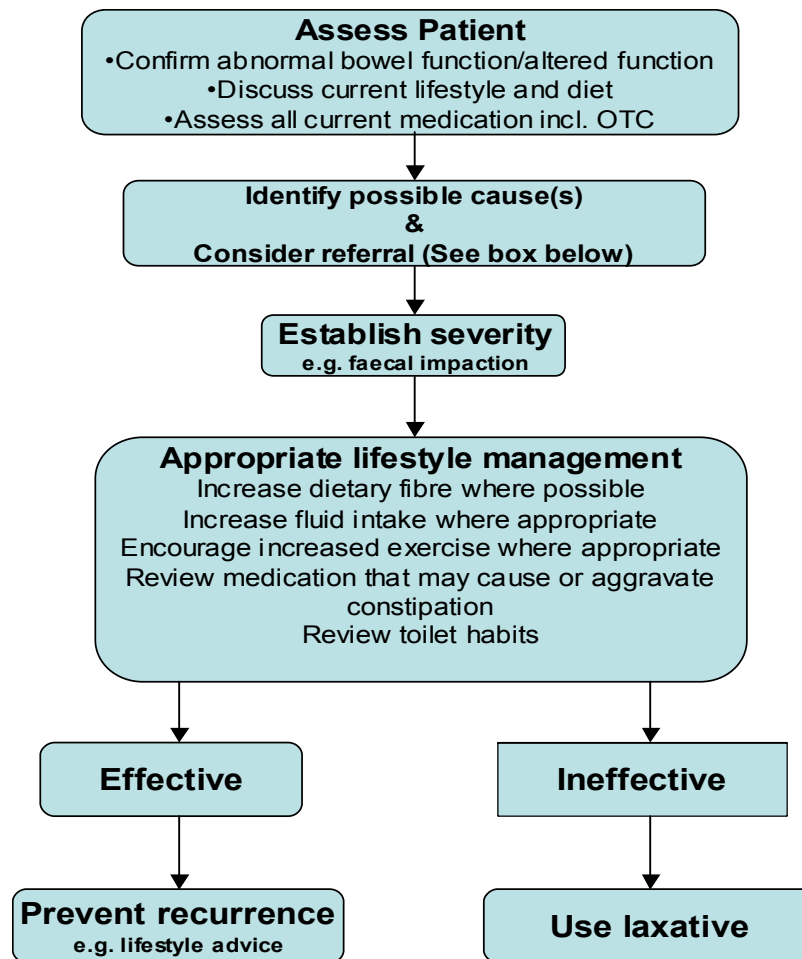 Assess Patient
•Confirm abnormal bowel function/altered function
•Discuss current lifestyle and diet
•Assess all current medication incl. OTC
Identify possible cause(s)
&
Consider referral (See box below)
Establish severity
e.g. faecal impaction
Appropriate lifestyle management
Increase dietary fibre where possible
Increase fluid intake where appropriate
Encourage increased exercise where appropriate
Review medication that may cause or aggravate
constipation
Review toilet habits
Effective
Ineffective
Prevent recurrence
e.g. lifestyle advice
Use laxative